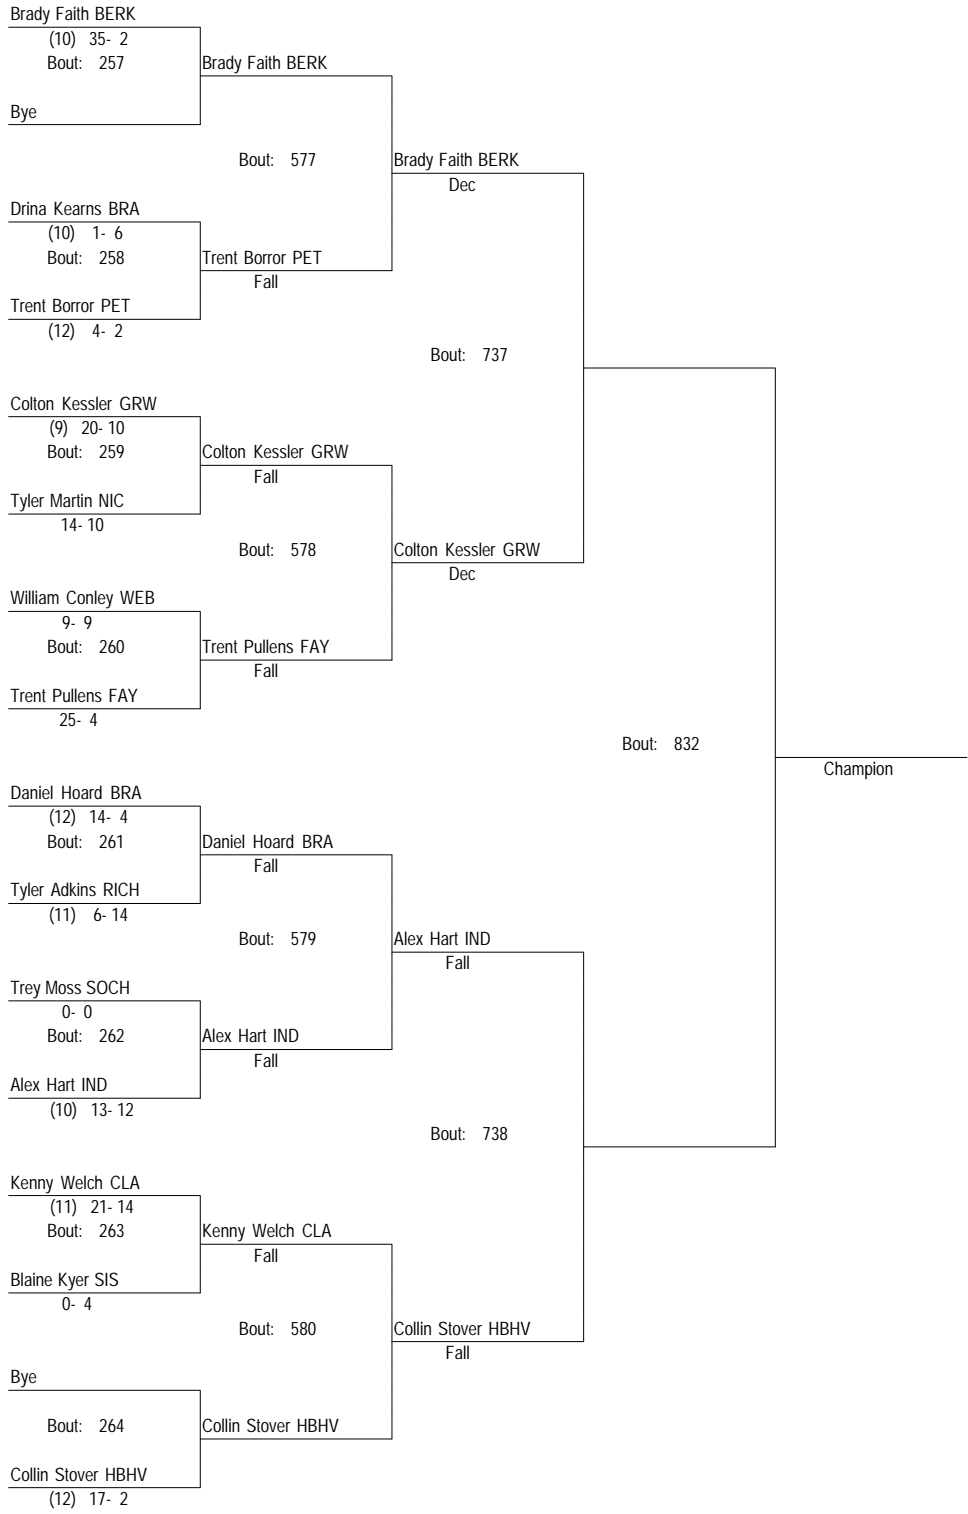 Brady Faith BERK
(10) 35- 2
Bout: 257
Brady Faith BERK
Bye
Bout: 577
Brady Faith BERK
Dec
Drina Kearns BRA
(10) 1- 6
Bout: 258
Trent Borror PET
Fall
Trent Borror PET
(12) 4- 2
Bout: 737
Colton Kessler GRW
(9) 20- 10
Bout: 259
Colton Kessler GRW
Fall
Tyler Martin NIC
14- 10
Bout: 578
Colton Kessler GRW
Dec
William Conley WEB
9- 9
Bout: 260
Trent Pullens FAY
Fall
Trent Pullens FAY
25- 4
Bout: 832
Champion
Daniel Hoard BRA
(12) 14- 4
Bout: 261
Daniel Hoard BRA
Fall
Tyler Adkins RICH
(11) 6- 14
Bout: 579
Alex Hart IND
Fall
Trey Moss SOCH
0- 0
Bout: 262
Alex Hart IND
Fall
Alex Hart IND
(10) 13- 12
Bout: 738
Kenny Welch CLA
(11) 21- 14
Bout: 263
Kenny Welch CLA
Fall
Blaine Kyer SIS
0- 4
Bout: 580
Collin Stover HBHV
Fall
Bye
Bout: 264
Collin Stover HBHV
Collin Stover HBHV
(12) 17- 2